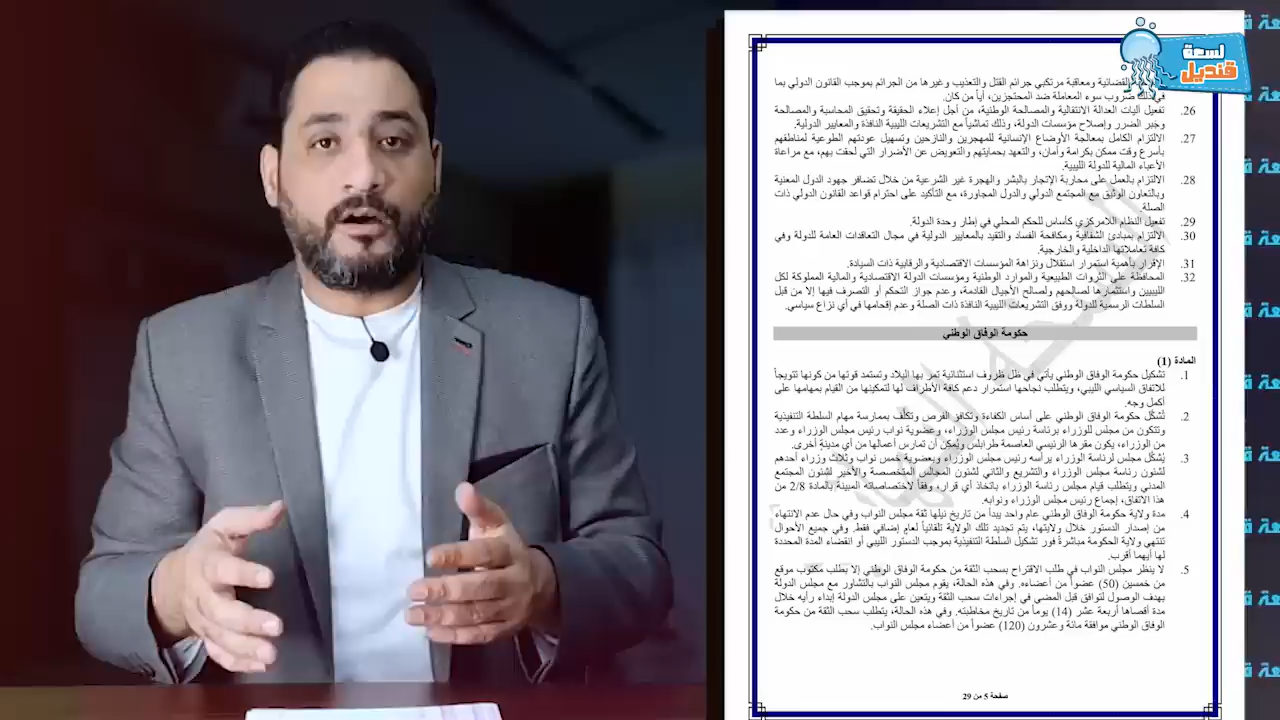 لسعة
قنديل
القضائية ومعاقبة مرتكبي جرائم القتل والتعذيب وغيرها من الجرائم بموجب القانون الدولي بما
في ذلك ضروب سوء المعاملة ضد المحتجزين، أياً من كان.
26. تفعيل آليات العدالة الانتقالية والمصالحة الوطنية، من أجل إعلاء الحقيقة وتحقيق المحاسبة والمصالحة
وجبر الضرر وإصلاح مؤسسات الدولة، وذلك تماشياً مع التشريعات الليبية النافذة والمعايير الدولية.
27. الالتزام الكامل بمعالجة الأوضاع الإنسانية للمهجرين والنازحين وتسهيل عودتهم الطوعية لمناطقهم
بأسرع وقت ممكن بكرامة وأمان، والتعهد بحمايتهم والتعويض عن الأضرار التي لحقت بهم، مع مراعاة
الأعباء المالية للدولة الليبية.
28. الالتزام بالعمل على محاربة الإتجار بالبشر والهجرة غير الشرعية من خلال تضافر جهود الدول المعنية
وبالتعاون الوثيق مع المجتمع الدولي والدول المجاورة، مع التأكيد على احترام قواعد القانون الدولي ذات
الصلة.
29. تفعيل النظام اللامركزي كأساس للحكم المحلي في إطار وحدة الدولة.
30. الالتزام بمبادئ الشفافية ومكافحة الفساد والتقيد بالمعايير الدولية في مجال التعاقدات العامة للدولة وفي
كافة تعاملاتها الداخلية والخارجية.
31. الإقرار بأهمية استمرار استقلال ونزاهة المؤسسات الاقتصادية والرقابية ذات السيادة.
32. المحافظة على الثروات الطبيعية والموارد الوطنية ومؤسسات الدولة الاقتصادية والمالية المملوكة لكل
الليبيين واستثمارها لصالحهم ولصالح الأجيال القادمة، وعدم جواز التحكم أو التصرف فيها إلا من قبل
السلطات الرسمية للدولة ووفق التشريعات الليبية النافذة ذات الصلة وعدم إقحامها في أي نزاع سياسي.
حكومة الوفاق الوطني
المادة (1)
1. تشكيل حكومة الوفاق الوطني يأتي في ظل ظروف استثنائية تمر بها البلاد وتستمد قوتها من كونها تتويجاً
للاتفاق السياسي الليبي، ويتطلب نجاحها استمرار دعم كافة الأطراف لها لتمكينها من القيام بمهامها على
أكمل وجه.
2. تُشكّل حكومة الوفاق الوطني على أساس الكفاءة وتكافؤ الفرص وتكلّف بممارسة مهام السلطة التنفيذية
وتتكون من مجلس للوزراء برئاسة رئيس مجلس الوزراء، وعضوية نواب رئيس مجلس الوزراء وعدد
من الوزراء، يكون مقرها الرئيسي العاصمة طرابلس ويُمكن أن تمارس أعمالها من أي مدينةٍ أخرى.
3. يُشكّل مجلس لرئاسة الوزراء يرأسه رئيس مجلس الوزراء وبعضوية خمس نواب وثلاث وزراء أحدهم
لشئون رئاسة مجلس الوزراء والتشريع والثاني لشئون المجالس المتخصصة والأخير لشئون المجتمع
المدني ويتطلب قيام مجلس رئاسة الوزراء باتخاذ أي قرار، وفقاً لاختصاصاته المبينة بالمادة 2/8 من
هذا الاتفاق، إجماع رئيس مجلس الوزراء ونوابه.
4. مدة ولاية حكومة الوفاق الوطني عام واحد يبدأ من تاريخ نيلها ثقة مجلس النواب وفي حال عدم الانتهاء
من إصدار الدستور خلال ولايتها، يتم تجديد تلك الولاية تلقائياً لعام إضافي فقط. وفي جميع الأحوال
تنتهي ولاية الحكومة مباشرةً فور تشكيل السلطة التنفيذية بموجب الدستور الليبي أو انقضاء المدة المحددة
لها أيهما أقرب.
5. لا ينظر مجلس النواب في طلب الاقتراح بسحب الثقة من حكومة الوفاق الوطني إلا بطلب مكتوب موقع
من خمسين (50) عضواً من أعضاءه. وفي هذه الحالة، يقوم مجلس النواب بالتشاور مع مجلس الدولة
بهدف الوصول لتوافق قبل المضي في إجراءات سحب الثقة ويتعين على مجلس الدولة إبداء رأيه خلال
مدة أقصاها أربعة عشر (14) يوماً من تاريخ مخاطبته. وفي هذه الحالة، يتطلب سحب الثقة من حكومة
الوفاق الوطني موافقة مائة وعشرون (120) عضواً من أعضاء مجلس النواب.
صفحة 5 من 29